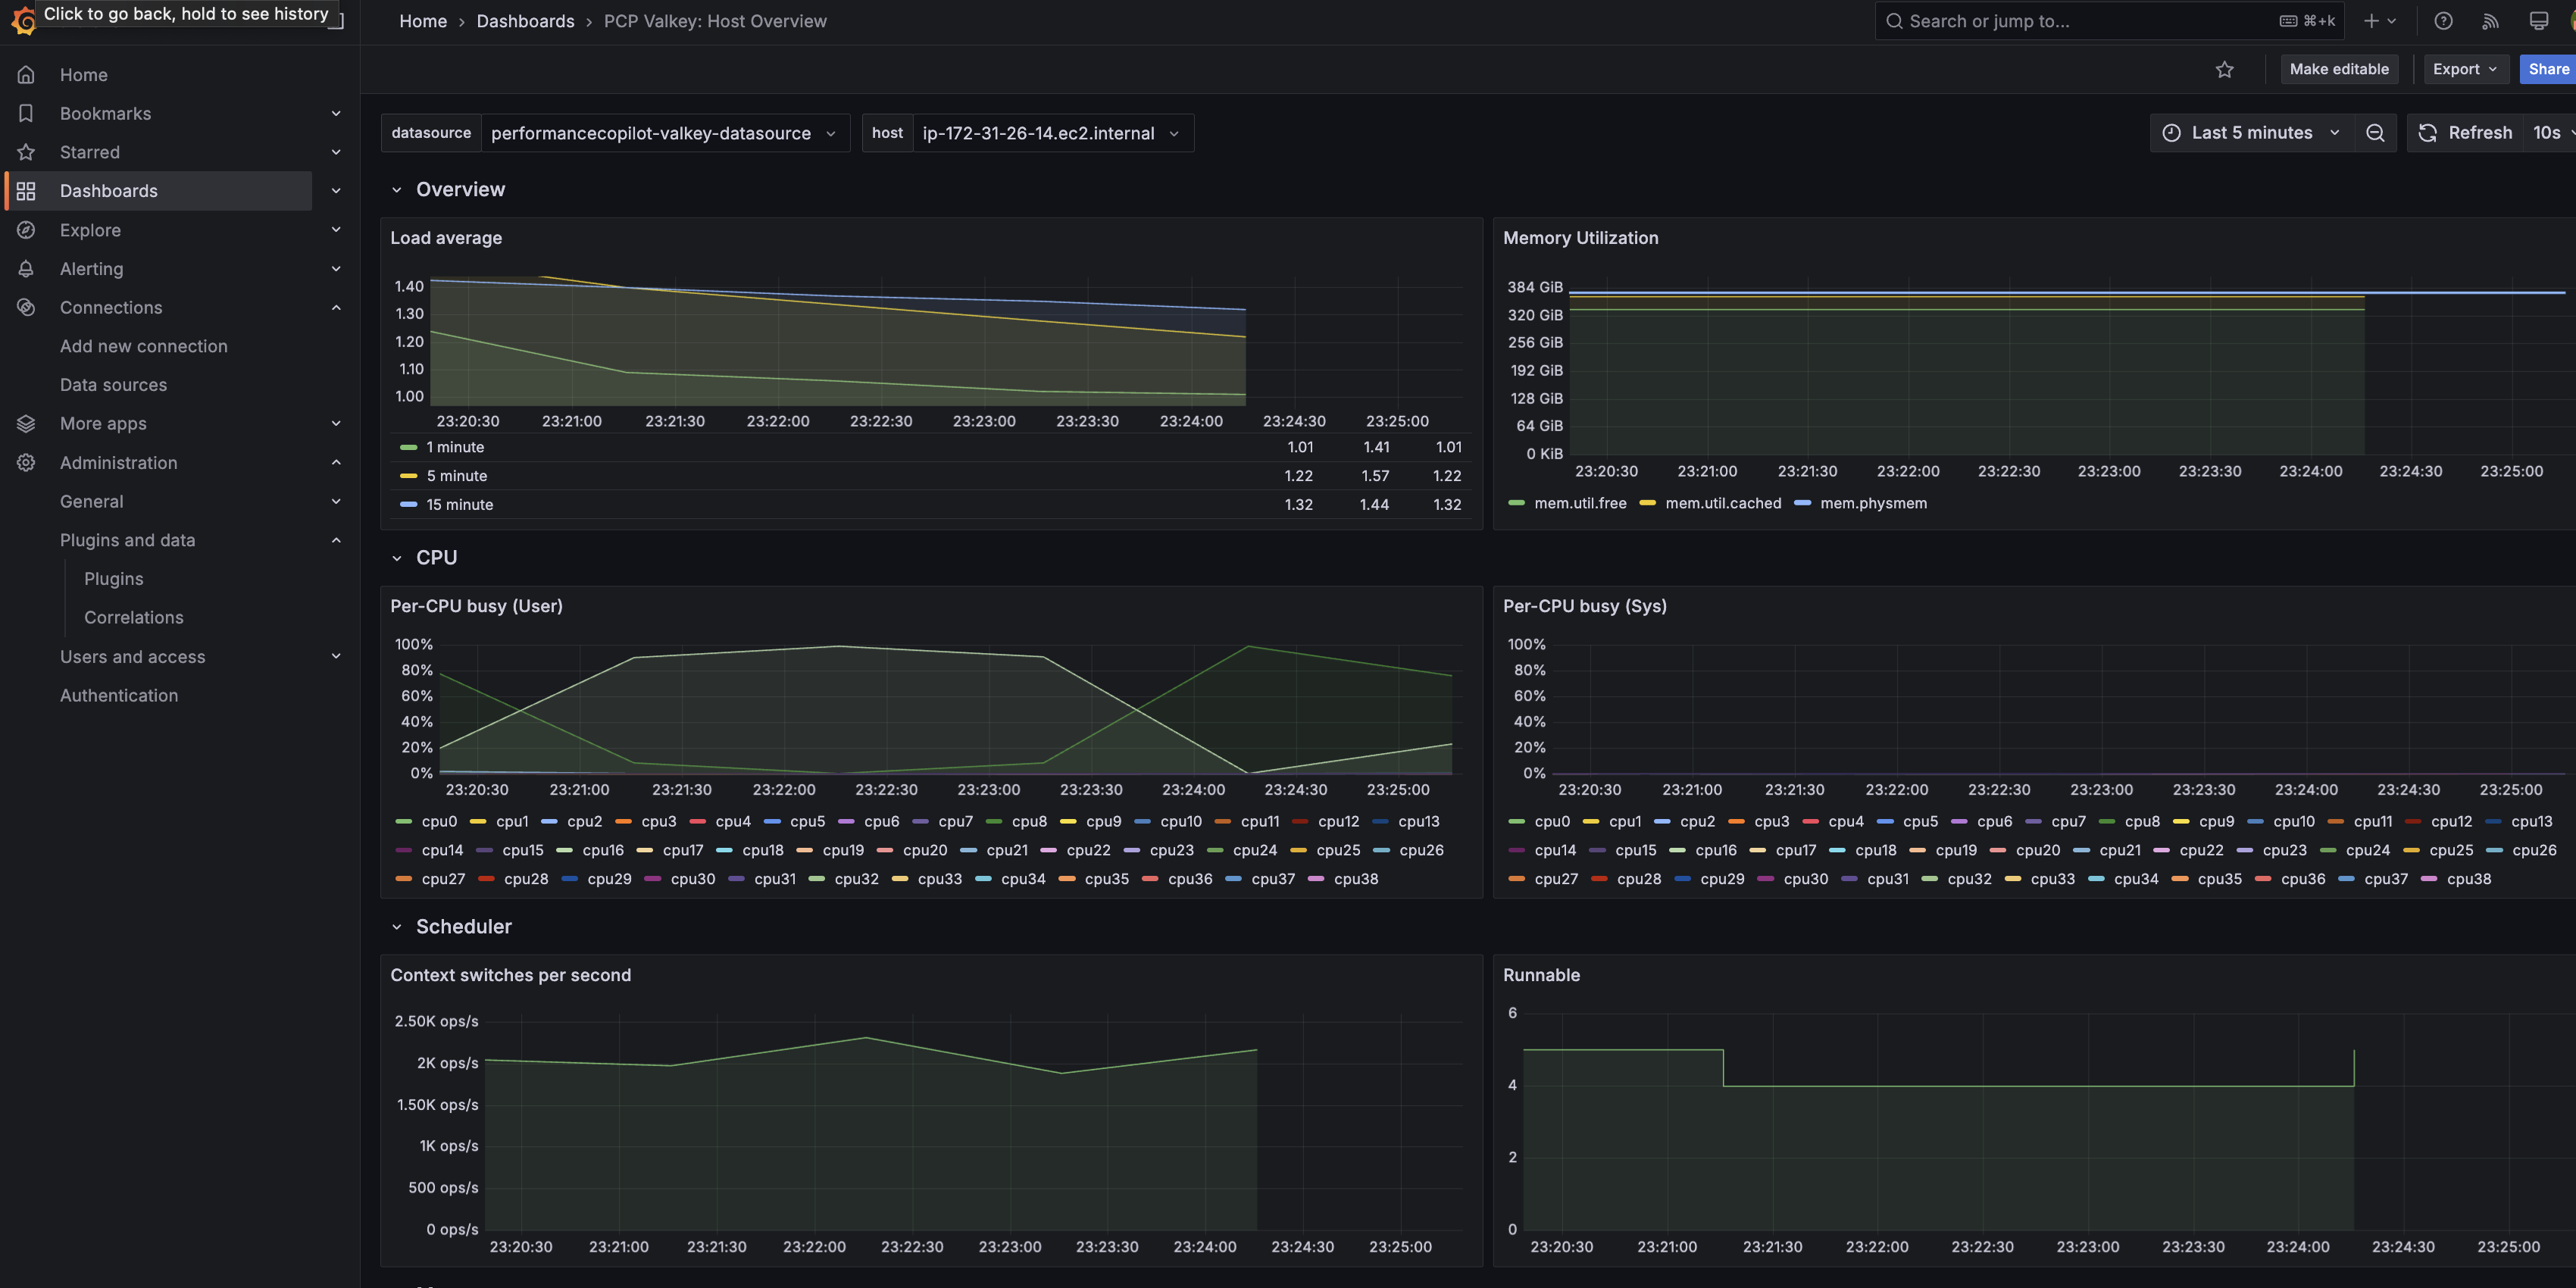 Click to go back, hold to see history
Home › Dashboards › PCP Valkey: Host Overview
Search or jump to...
⌘+k
Make editable
Export
Share
Home
Bookmarks
Starred
Dashboards
Explore
Alerting
Connections
Add new connection
Data sources
More apps
Administration
General
Plugins and data
Plugins
Correlations
Users and access
Authentication
datasource performancecopilot-valkey-datasource host ip-172-31-26-14.ec2.internal
Last 5 minutes
Refresh 10s
Overview
Load average
1.40
1.30
1.20
1.10
1.00
23:20:30 23:21:00 23:21:30 23:22:00 23:22:30 23:23:00 23:23:30 23:24:00 23:24:30 23:25:00
1 minute 1.01 1.41 1.01
5 minute 1.22 1.57 1.22
15 minute 1.32 1.44 1.32
Memory Utilization
384 GiB
320 GiB
256 GiB
192 GiB
128 GiB
64 GiB
0 KiB
23:20:30 23:21:00 23:21:30 23:22:00 23:22:30 23:23:00 23:23:30 23:24:00 23:24:30 23:25:00
mem.util.free mem.util.cached mem.physmem
CPU
Per-CPU busy (User)
100%
80%
60%
40%
20%
0%
23:20:30 23:21:00 23:21:30 23:22:00 23:22:30 23:23:00 23:23:30 23:24:00 23:24:30 23:25:00
cpu0 cpu1 cpu2 cpu3 cpu4 cpu5 cpu6 cpu7 cpu8 cpu9 cpu10 cpu11 cpu12 cpu13
cpu14 cpu15 cpu16 cpu17 cpu18 cpu19 cpu20 cpu21 cpu22 cpu23 cpu24 cpu25 cpu26
cpu27 cpu28 cpu29 cpu30 cpu31 cpu32 cpu33 cpu34 cpu35 cpu36 cpu37 cpu38
Per-CPU busy (Sys)
100%
80%
60%
40%
20%
0%
23:20:30 23:21:00 23:21:30 23:22:00 23:22:30 23:23:00 23:23:30 23:24:00 23:24:30 23:25:00
cpu0 cpu1 cpu2 cpu3 cpu4 cpu5 cpu6 cpu7 cpu8 cpu9 cpu10 cpu11 cpu12 cpu13
cpu14 cpu15 cpu16 cpu17 cpu18 cpu19 cpu20 cpu21 cpu22 cpu23 cpu24 cpu25 cpu26
cpu27 cpu28 cpu29 cpu30 cpu31 cpu32 cpu33 cpu34 cpu35 cpu36 cpu37 cpu38
Scheduler
Context switches per second
2.50K ops/s
2K ops/s
1.50K ops/s
1K ops/s
500 ops/s
0 ops/s
23:20:30 23:21:00 23:21:30 23:22:00 23:22:30 23:23:00 23:23:30 23:24:00 23:24:30 23:25:00
Runnable
6
4
2
0
23:20:30 23:21:00 23:21:30 23:22:00 23:22:30 23:23:00 23:23:30 23:24:00 23:24:30 23:25:00